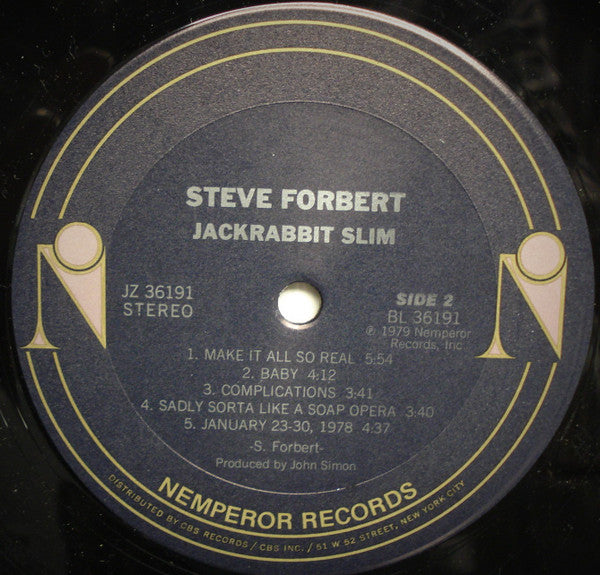 STEVE FORBERT
JACKRABBIT SLIM
JZ 36191
STEREO
SIDE 2
BL 36191
℗ 1979 Nemperor
Records, Inc.
1. MAKE IT ALL SO REAL 5:54
2. BABY 4:12
3. COMPLICATIONS 3:41
4. SADLY SORTA LIKE A SOAP OPERA 3:40
5. JANUARY 23-30, 1978 4:37
-S. Forbert-
Produced by John Simon
NEMPEROR RECORDS
DISTRIBUTED BY CBS RECORDS / CBS INC. / 51 W 52 STREET, NEW YORK CITY